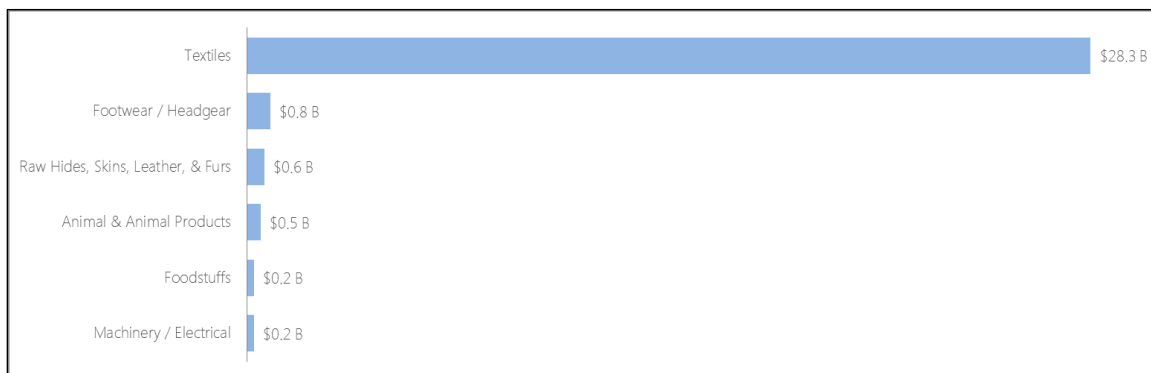 Textiles $28.3 B
Footwear / Headgear $0.8 B
Raw Hides, Skins, Leather, & Furs $0.6 B
Animal & Animal Products $0.5 B
Foodstuffs $0.2 B
Machinery / Electrical $0.2 B